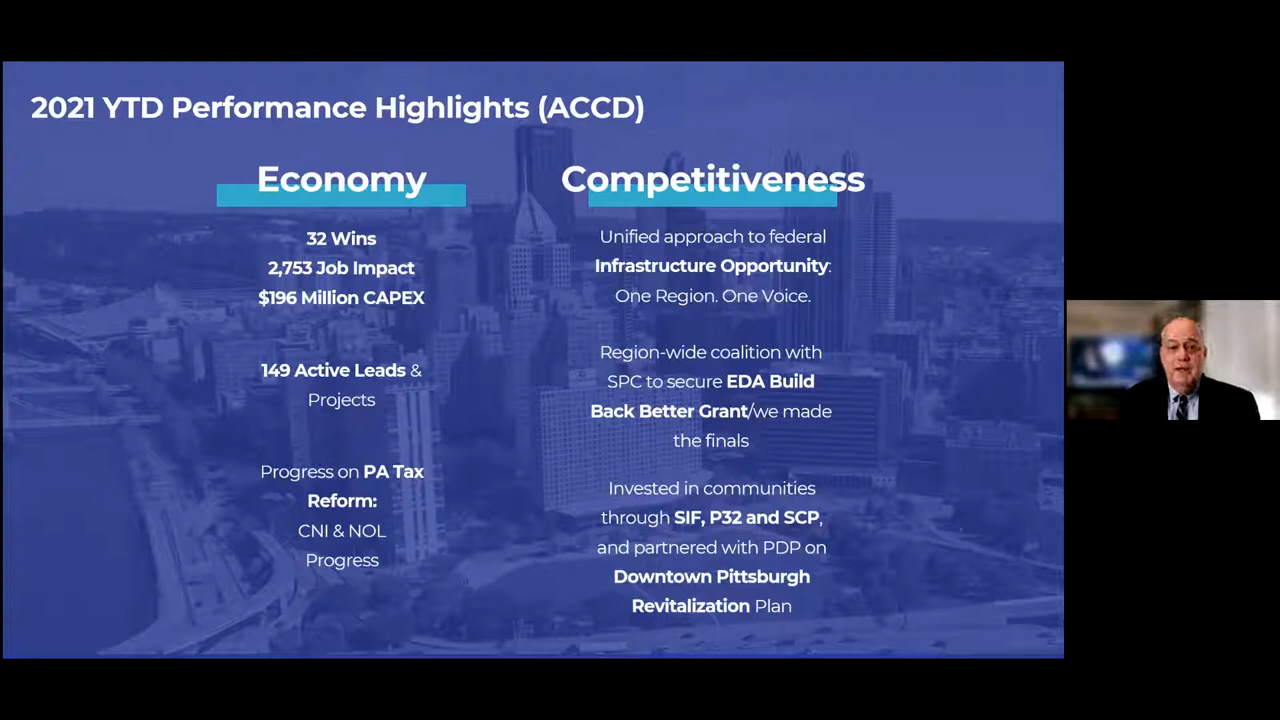 2021 YTD Performance Highlights (ACCD)
Economy
32 Wins
2,753 Job Impact
$196 Million CAPEX
149 Active Leads &
Projects
Progress on PA Tax
Reform:
CNI & NOL
Progress
Competitiveness
Unified approach to federal
Infrastructure Opportunity:
One Region. One Voice.
Region-wide coalition with
SPC to secure EDA Build
Back Better Grant/we made
the finals
Invested in communities
through SIF, P32 and SCP,
and partnered with PDP on
Downtown Pittsburgh
Revitalization Plan